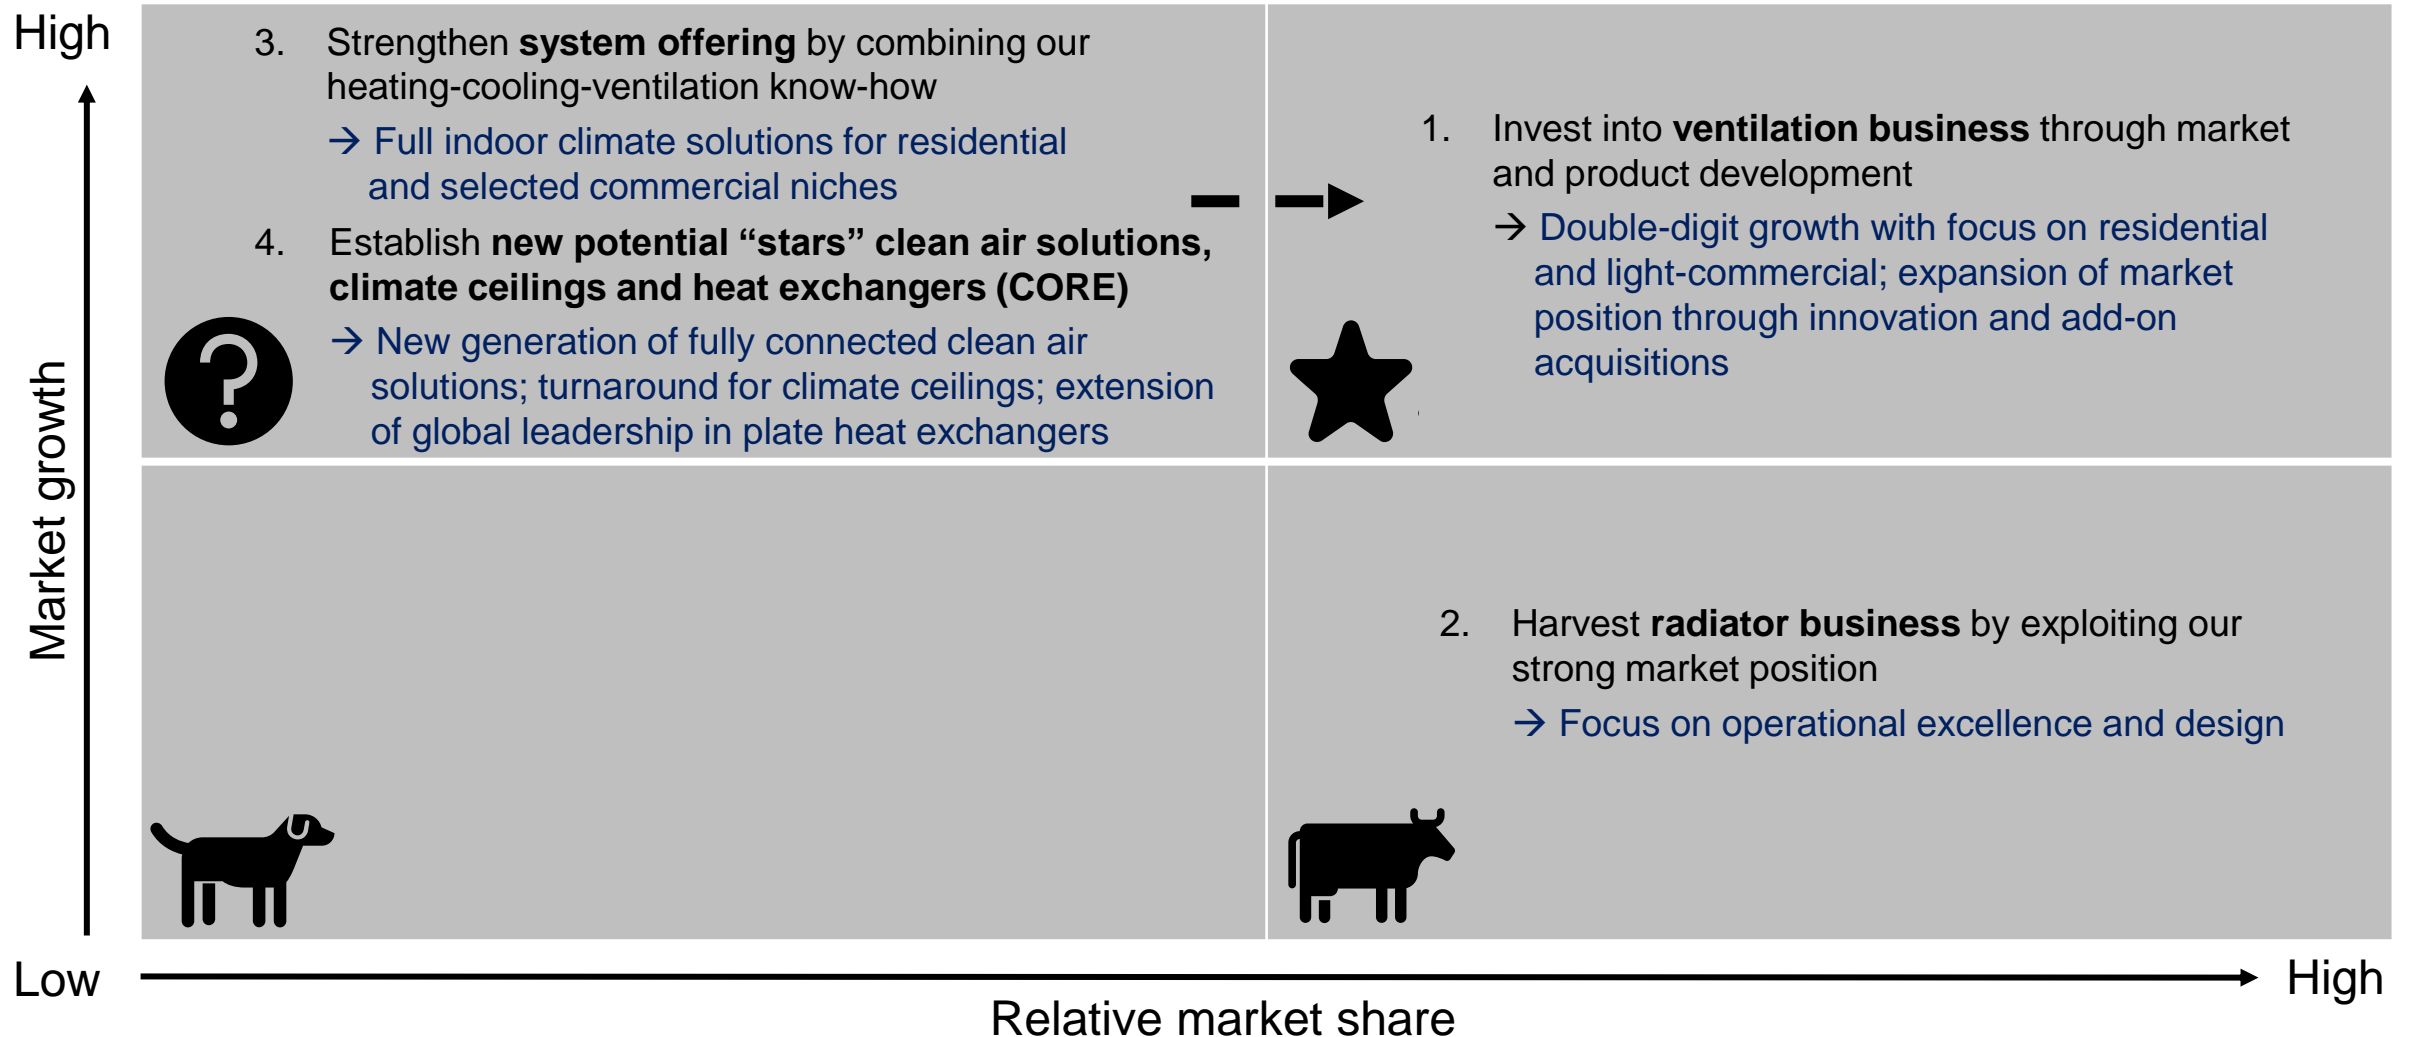 High
3. Strengthen system offering by combining our
heating-cooling-ventilation know-how
→ Full indoor climate solutions for residential
and selected commercial niches
4. Establish new potential “stars” clean air solutions,
climate ceilings and heat exchangers (CORE)
→ New generation of fully connected clean air
solutions; turnaround for climate ceilings; extension
of global leadership in plate heat exchangers
?
1. Invest into ventilation business through market
and product development
→ Double-digit growth with focus on residential
and light-commercial; expansion of market
position through innovation and add-on
acquisitions
Market growth
2. Harvest radiator business by exploiting our
strong market position
→ Focus on operational excellence and design
Low
High
Relative market share